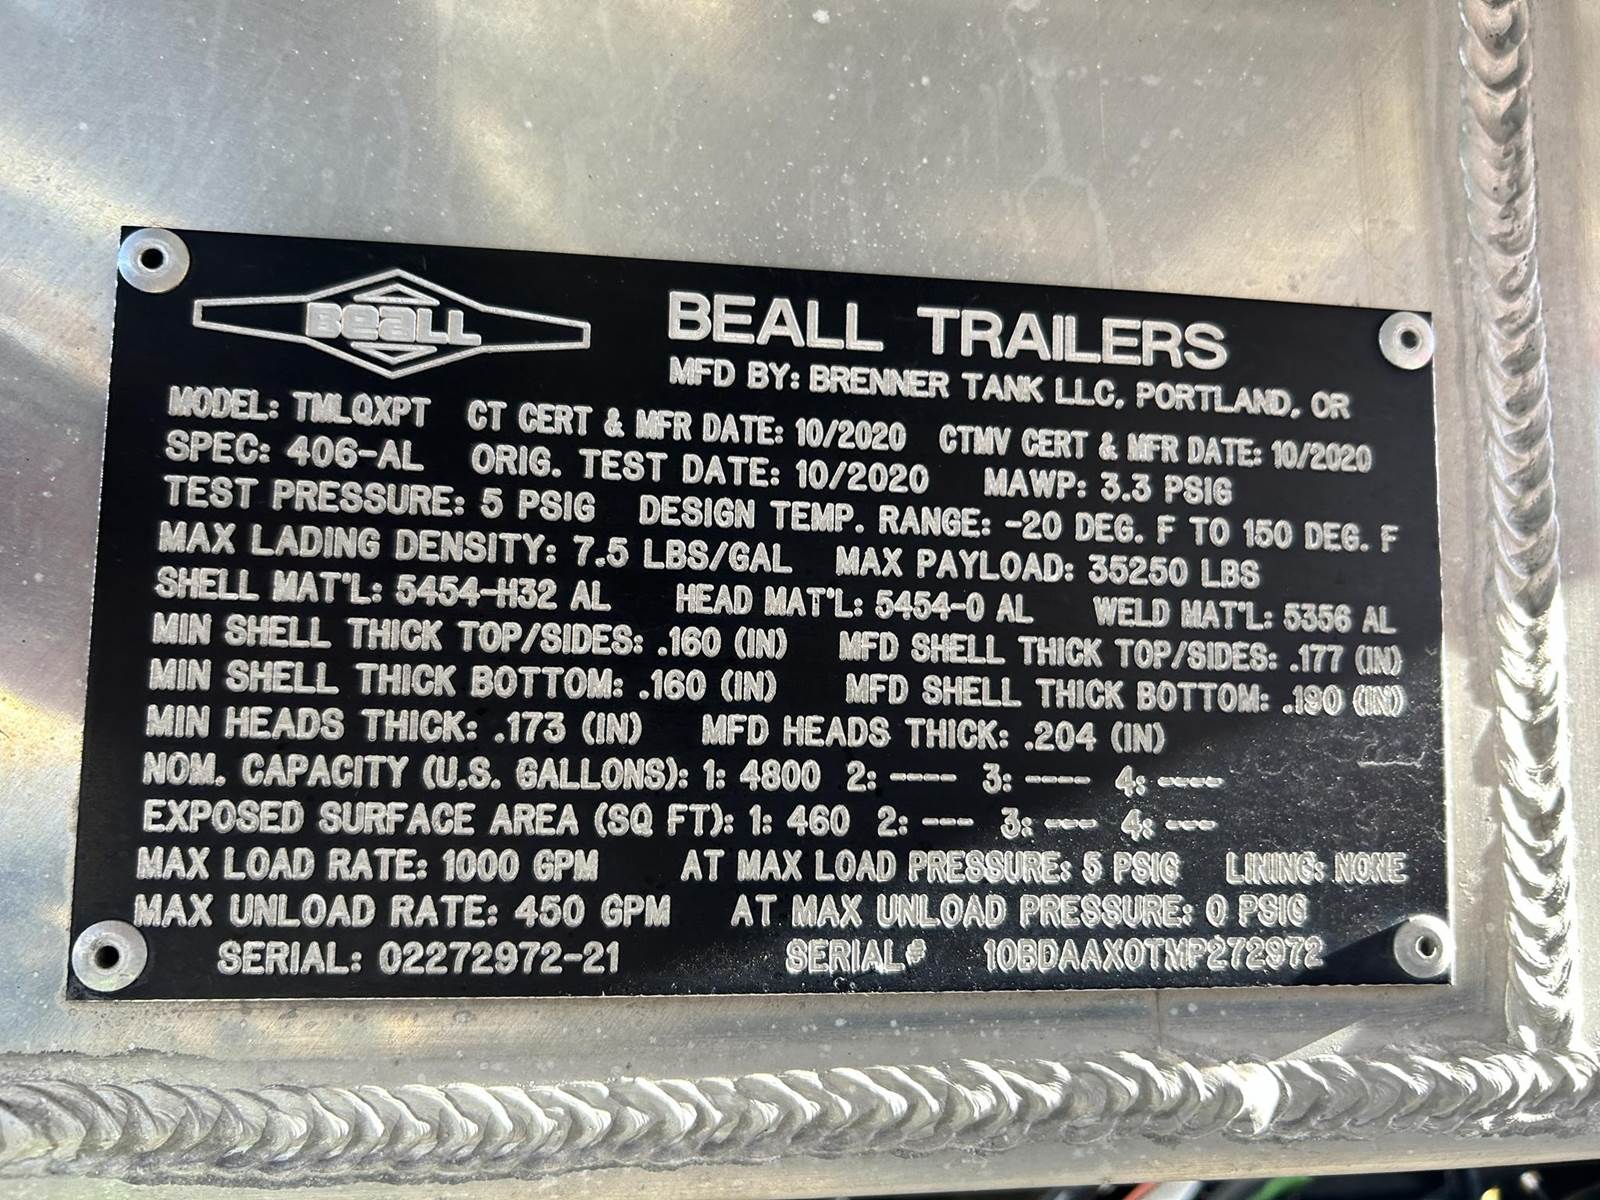 BEALL
BEALL TRAILERS
MFD BY: BRENNER TANK LLC, PORTLAND, OR
MODEL: TMLQXPT CT CERT & MFR DATE: 10/2020 CTMV CERT & MFR DATE: 10/2020
SPEC: 406-AL ORIG. TEST DATE: 10/2020 MAWP: 3.3 PSIG
TEST PRESSURE: 5 PSIG DESIGN TEMP. RANGE: -20 DEG. F TO 150 DEG. F
MAX LADING DENSITY: 7.5 LBS/GAL MAX PAYLOAD: 35250 LBS
SHELL MAT'L: 5454-H32 AL HEAD MAT'L: 5454-0 AL WELD MAT'L: 5356 AL
MIN SHELL THICK TOP/SIDES: .160 (IN) MFD SHELL THICK TOP/SIDES: .177 (IN)
MIN SHELL THICK BOTTOM: .160 (IN) MFD SHELL THICK BOTTOM: .190 (IN)
MIN HEADS THICK: .173 (IN) MFD HEADS THICK: .204 (IN)
NOM. CAPACITY (U.S. GALLONS): 1: 4800 2: ---- 3: ---- 4: ----
EXPOSED SURFACE AREA (SQ FT): 1: 460 2: --- 3: --- 4: ---
MAX LOAD RATE: 1000 GPM AT MAX LOAD PRESSURE: 5 PSIG LINING: NONE
MAX UNLOAD RATE: 450 GPM AT MAX UNLOAD PRESSURE: 0 PSIG
SERIAL: 02272972-21 SERIAL# 10BDAAX0TMP272972